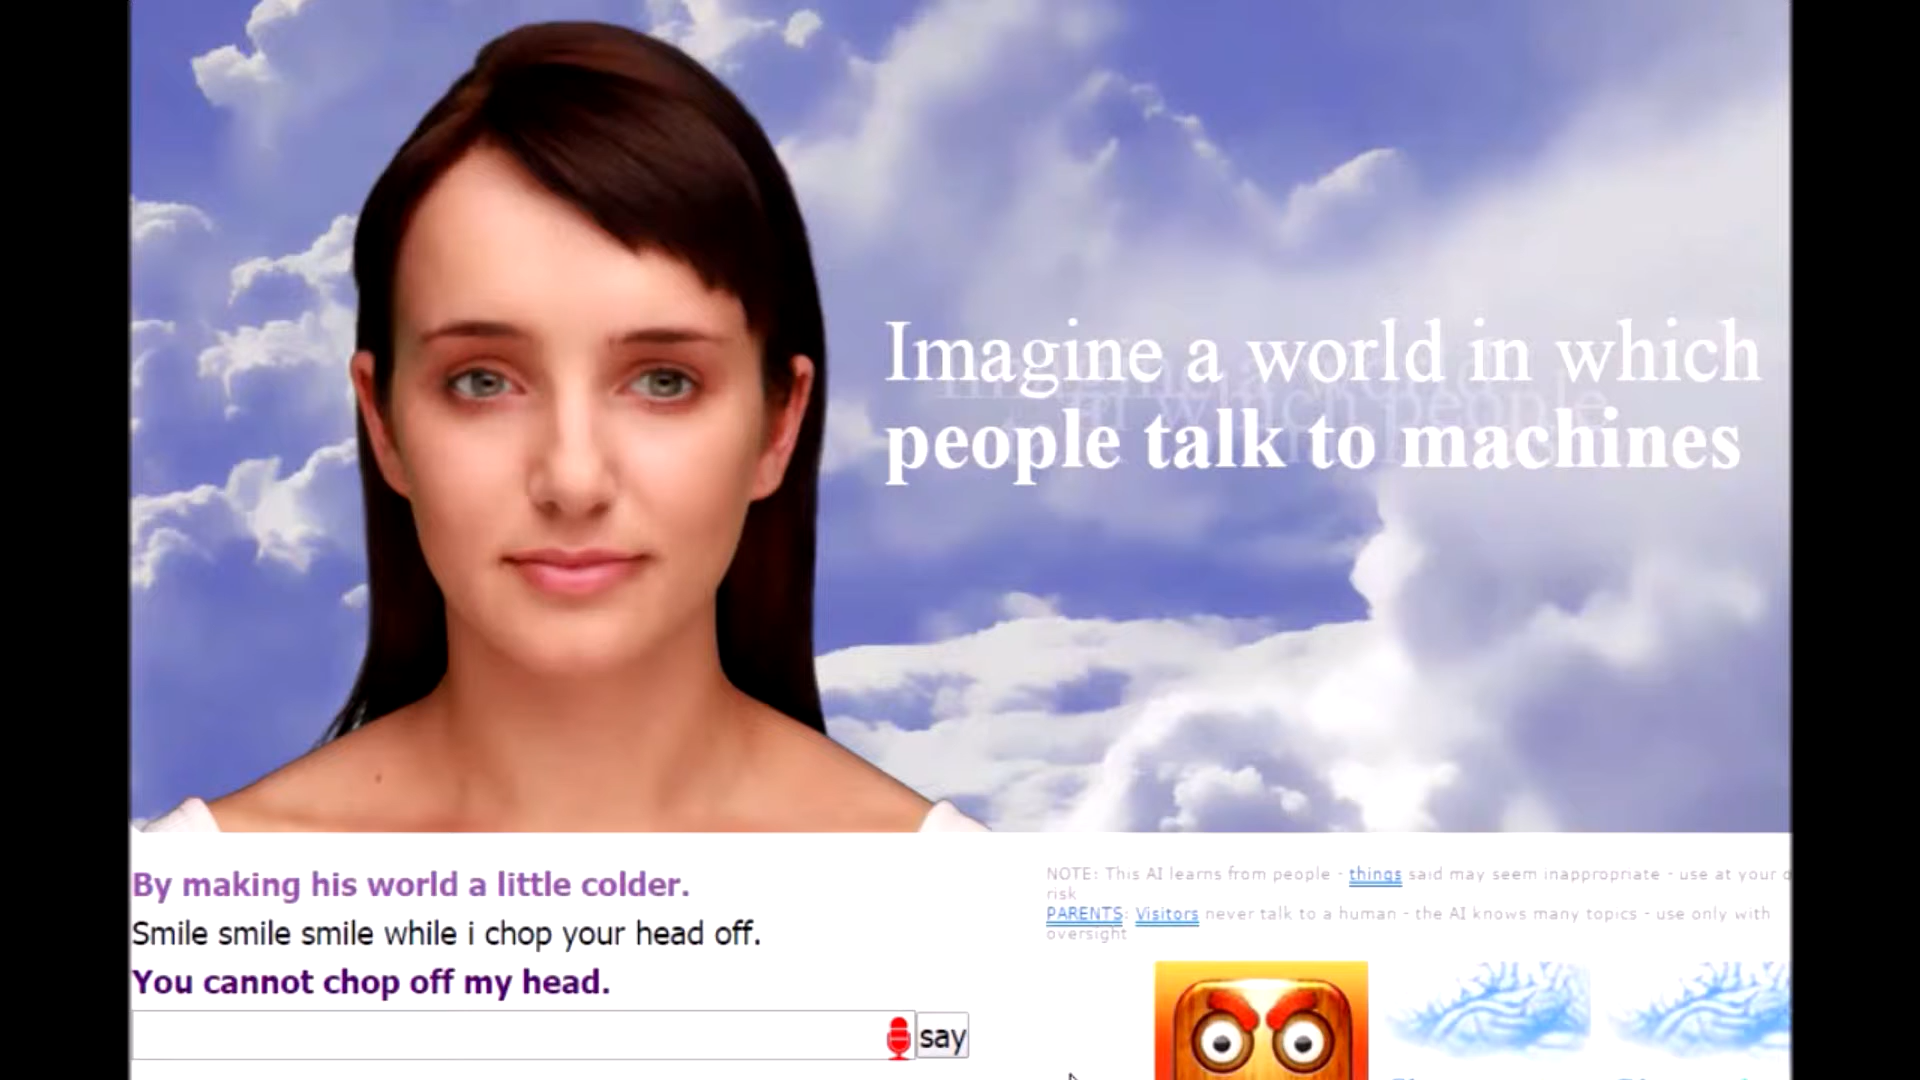 Imagine a world in which
people talk to machines
By making his world a little colder.
Smile smile smile while i chop your head off.
You cannot chop off my head.
say
NOTE: This AI learns from people - things said may seem inappropriate - use at your
risk
PARENTS: Visitors never talk to a human - the AI knows many topics - use only with
oversight